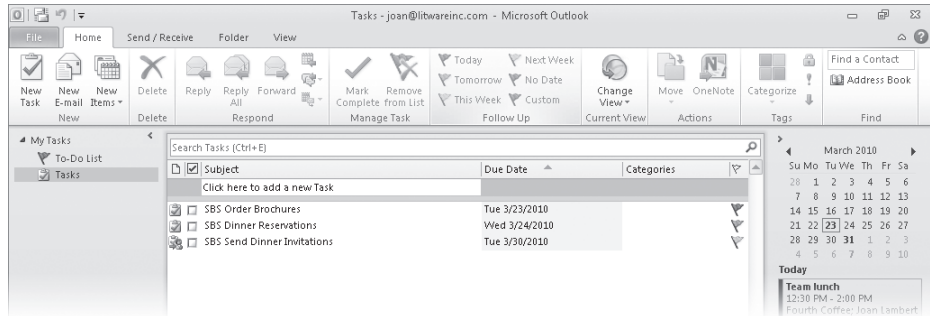 Tasks - joan@litwareinc.com - Microsoft Outlook
File Home Send / Receive Folder View
New Task
New E-mail
New Items
New
Delete
Delete
Reply
Reply All
Forward
Respond
Mark Complete
Remove from List
Manage Task
Today
Tomorrow
This Week
Next Week
No Date
Custom
Follow Up
Change View
Current View
Move
OneNote
Actions
Categorize
Tags
Find a Contact
Address Book
Find
My Tasks
To-Do List
Tasks
Search Tasks (Ctrl+E)
Subject Due Date Categories
Click here to add a new Task
SBS Order Brochures Tue 3/23/2010
SBS Dinner Reservations Wed 3/24/2010
SBS Send Dinner Invitations Tue 3/30/2010
March 2010
Su Mo Tu We Th Fr Sa
28 1 2 3 4 5 6
7 8 9 10 11 12 13
14 15 16 17 18 19 20
21 22 23 24 25 26 27
28 29 30 31 1 2 3
4 5 6 7 8 9 10
Today
Team lunch
12:30 PM - 2:00 PM
Fourth Coffee; Joan Lambert